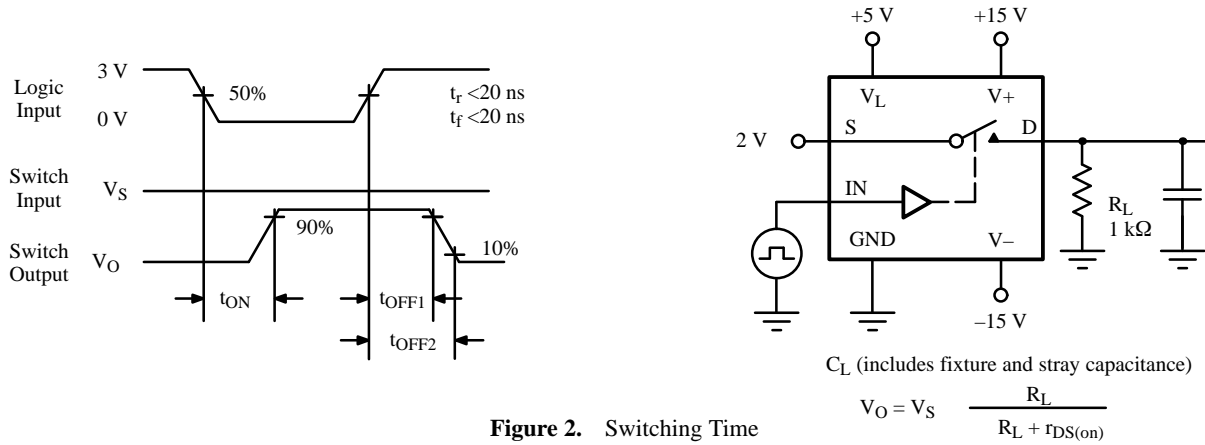 Logic
Input
3 V
0 V
50%
t_r <20 ns
t_f <20 ns
Switch
Input
V_S
Switch
Output
V_O
90%
10%
t_ON
t_OFF1
t_OFF2
+5 V
+15 V
V_L
V+
2 V
S
D
IN
GND
V–
R_L
1 kΩ
–15 V
C_L (includes fixture and stray capacitance)
V_O = V_S R_L
R_L + r_DS(on)
Figure 2. Switching Time